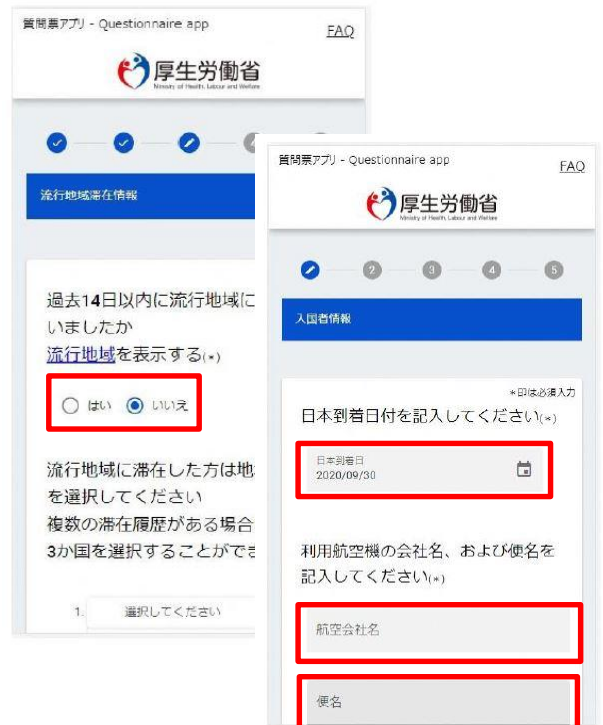 質問票アプリ - Questionnaire app
FAQ
厚生労働省
Ministry of Health, Labour and Welfare
流行地域滞在情報
過去14日以内に流行地域に
いましたか
流行地域を表示する(*)
はい
いいえ
流行地域に滞在した方は地
を選択してください
複数の滞在履歴がある場合
3か国を選択することができ
1.
選択してください
質問票アプリ - Questionnaire app
FAQ
厚生労働省
Ministry of Health, Labour and Welfare
2
3
4
5
入国者情報
*印は必須入力
日本到着日付を記入してください(*)
日本到着日
2020/09/30
利用航空機の会社名、および便名を
記入してください(*)
航空会社名
便名